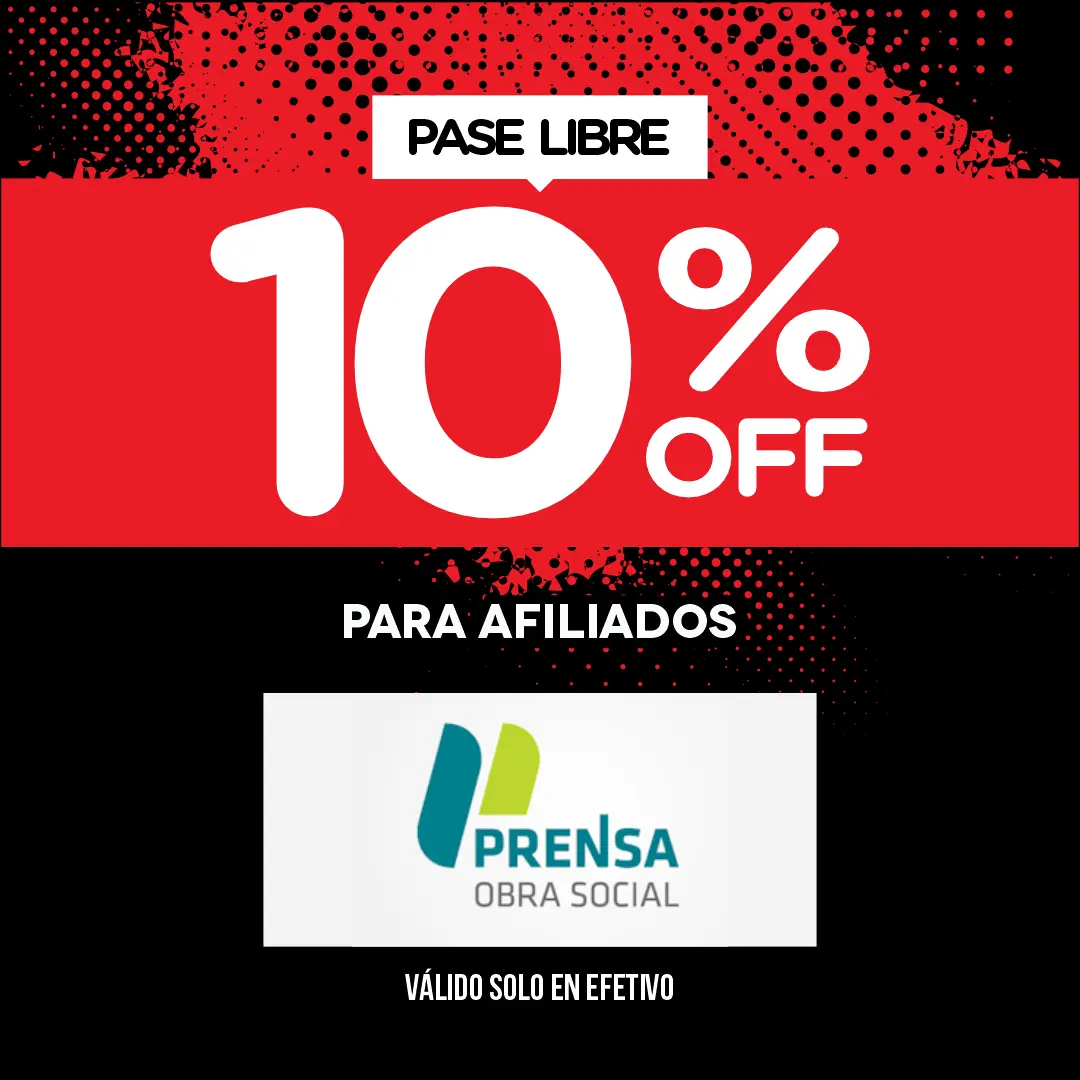 PASE LIBRE
10%
OFF
PARA AFILIADOS
PRENSA
OBRA SOCIAL
VÁLIDO SOLO EN EFETIVO